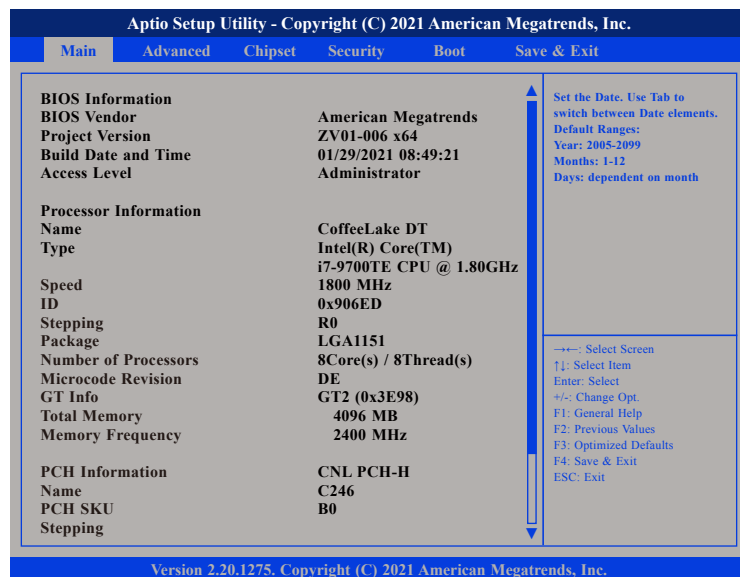 Aptio Setup Utility - Copyright (C) 2021 American Megatrends, Inc.
Main Advanced Chipset Security Boot Save & Exit
BIOS Information
BIOS Vendor American Megatrends
Project Version ZV01-006 x64
Build Date and Time 01/29/2021 08:49:21
Access Level Administrator
Processor Information
Name CoffeeLake DT
Type Intel(R) Core(TM)
i7-9700TE CPU @ 1.80GHz
Speed 1800 MHz
ID 0x906ED
Stepping R0
Package LGA1151
Number of Processors 8Core(s) / 8Thread(s)
Microcode Revision DE
GT Info GT2 (0x3E98)
Total Memory 4096 MB
Memory Frequency 2400 MHz
PCH Information CNL PCH-H
Name C246
PCH SKU B0
Stepping
Set the Date. Use Tab to
switch between Date elements.
Default Ranges:
Year: 2005-2099
Months: 1-12
Days: dependent on month
→←: Select Screen
↑↓: Select Item
Enter: Select
+/-: Change Opt.
F1: General Help
F2: Previous Values
F3: Optimized Defaults
F4: Save & Exit
ESC: Exit
Version 2.20.1275. Copyright (C) 2021 American Megatrends, Inc.